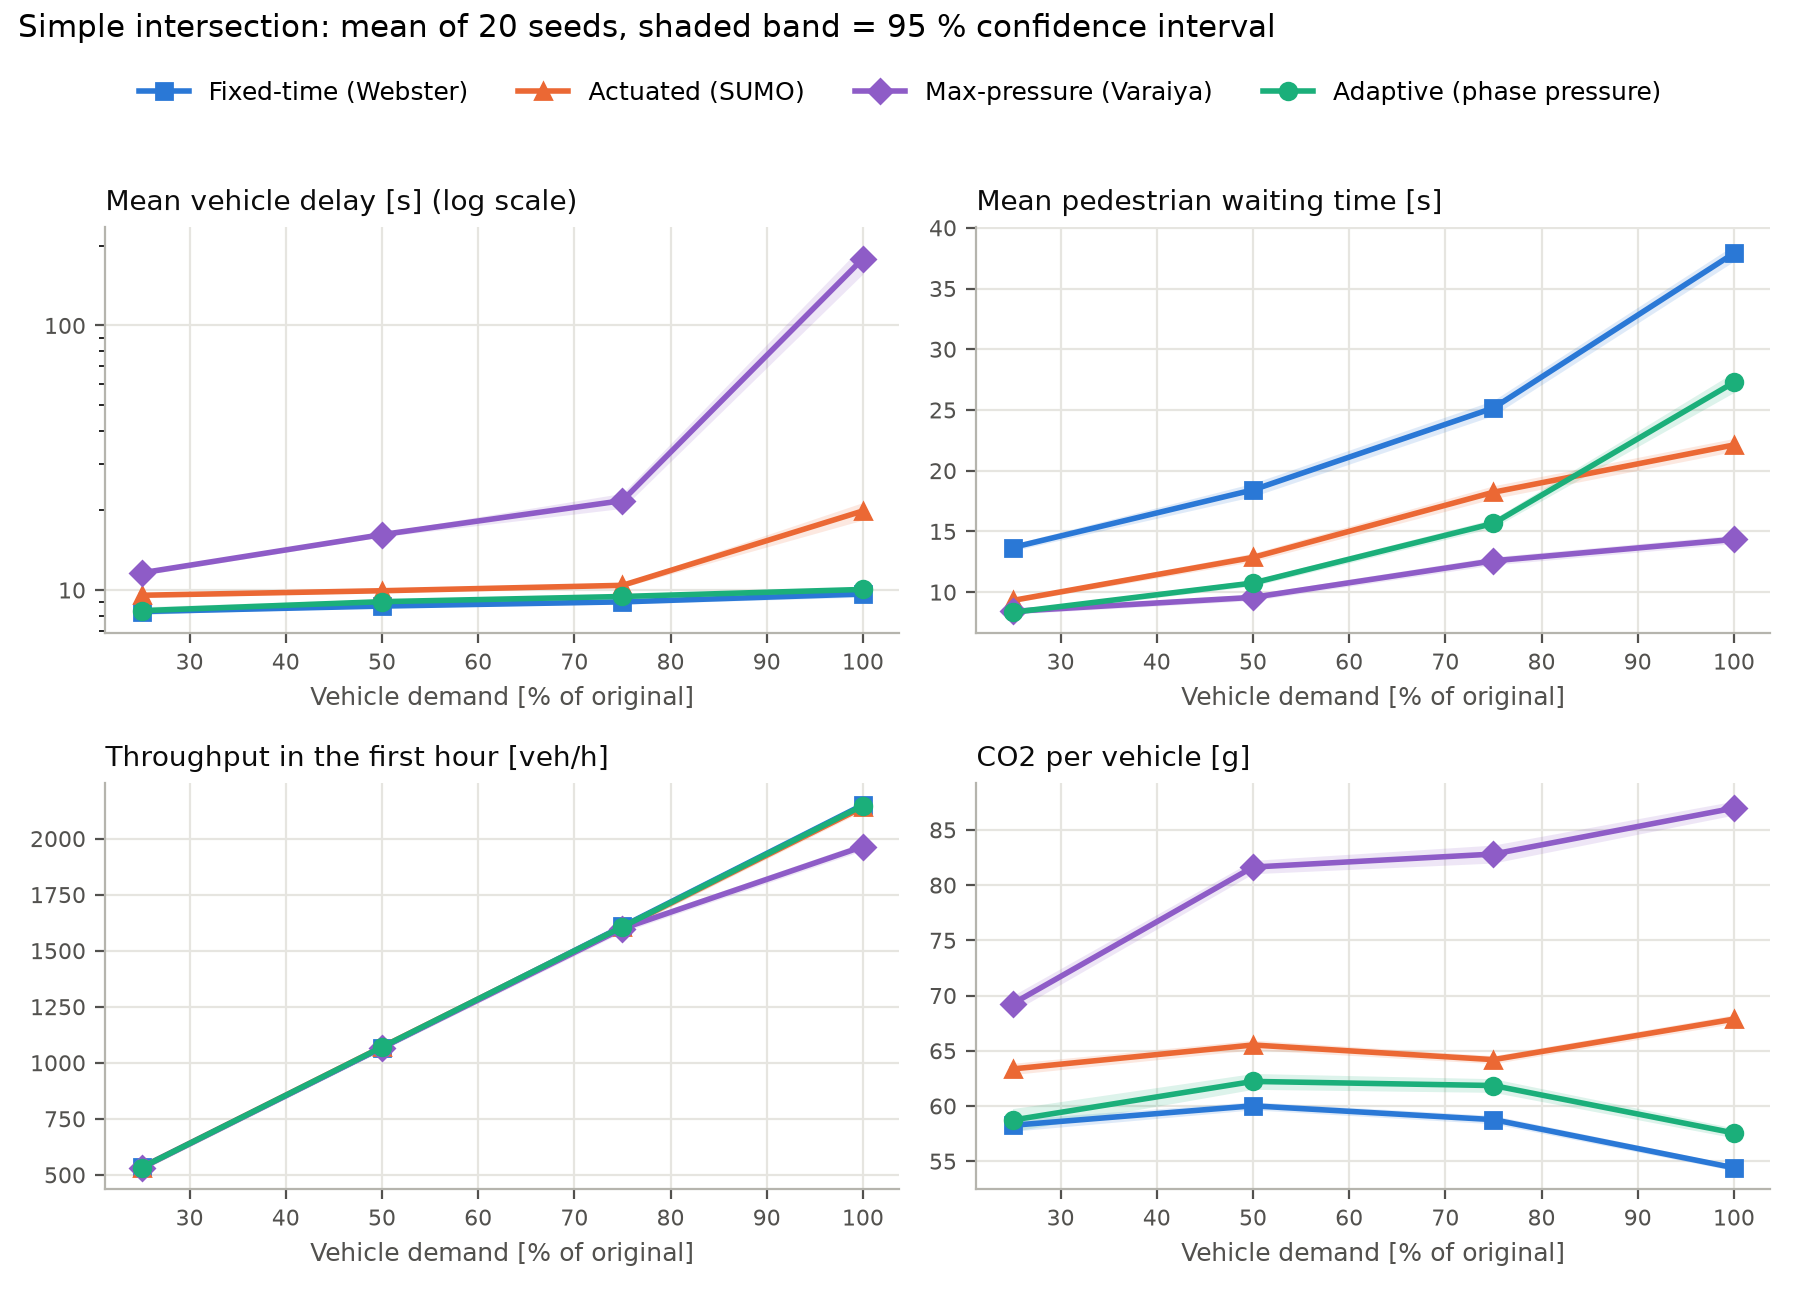 Simple intersection: mean of 20 seeds, shaded band = 95 % confidence interval
Fixed-time (Webster) Actuated (SUMO) Max-pressure (Varaiya) Adaptive (phase pressure)
Mean vehicle delay [s] (log scale)
100
10
30 40 50 60 70 80 90 100
Vehicle demand [% of original]
Mean pedestrian waiting time [s]
40
35
30
25
20
15
10
30 40 50 60 70 80 90 100
Vehicle demand [% of original]
Throughput in the first hour [veh/h]
2000
1750
1500
1250
1000
750
500
30 40 50 60 70 80 90 100
Vehicle demand [% of original]
CO2 per vehicle [g]
85
80
75
70
65
60
55
30 40 50 60 70 80 90 100
Vehicle demand [% of original]